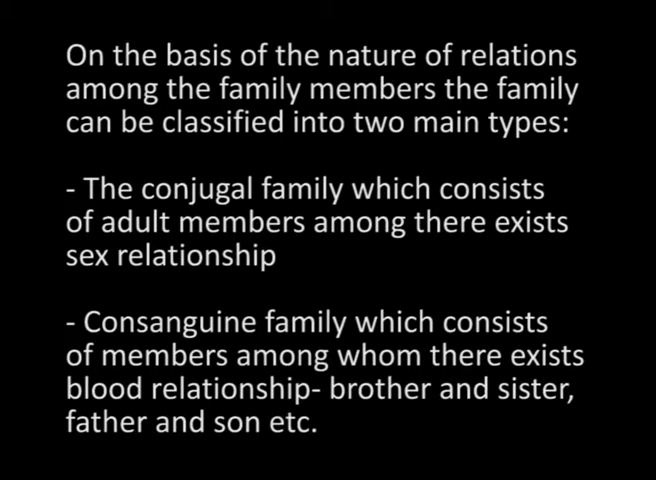 On the basis of the nature of relations
among the family members the family
can be classified into two main types:
- The conjugal family which consists
of adult members among there exists
sex relationship
- Consanguine family which consists
of members among whom there exists
blood relationship- brother and sister,
father and son etc.